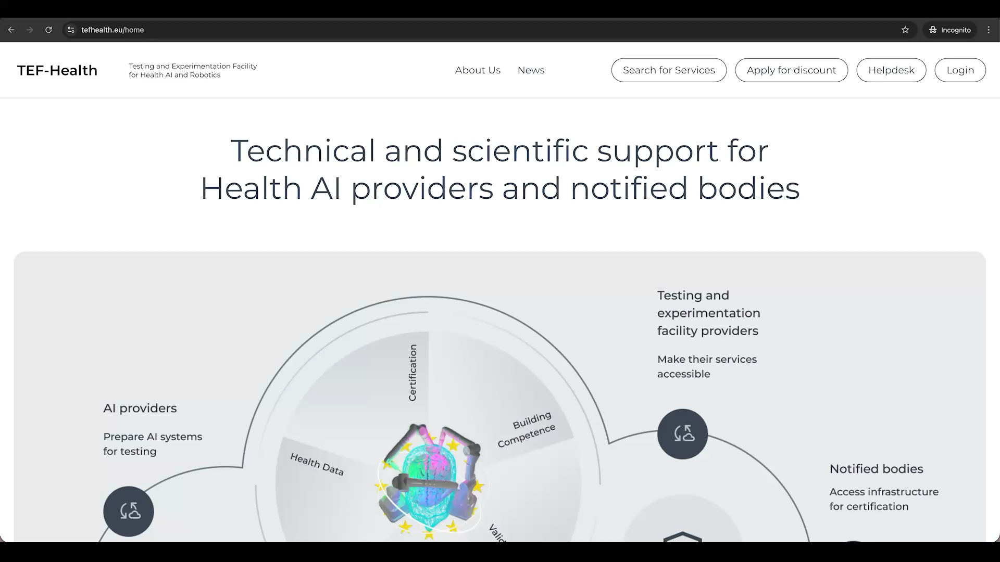 tefhealth.eu/home
Incognito
TEF-Health
Testing and Experimentation Facility
for Health AI and Robotics
About Us
News
Search for Services
Apply for discount
Helpdesk
Login
Technical and scientific support for
Health AI providers and notified bodies
Testing and
experimentation
facility providers
Make their services
accessible
Certification
Building
Competence
AI providers
Prepare AI systems
for testing
Health Data
Notified bodies
Access infrastructure
for certification